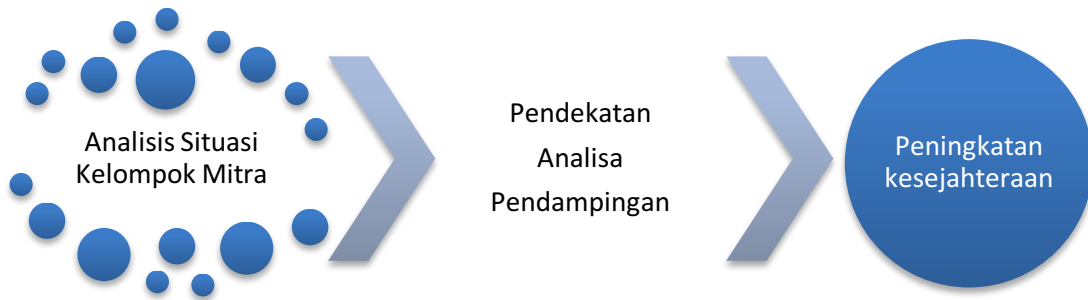 Analisis Situasi
Kelompok Mitra
Pendekatan
Analisa
Pendampingan
Peningkatan
kesejahteraan